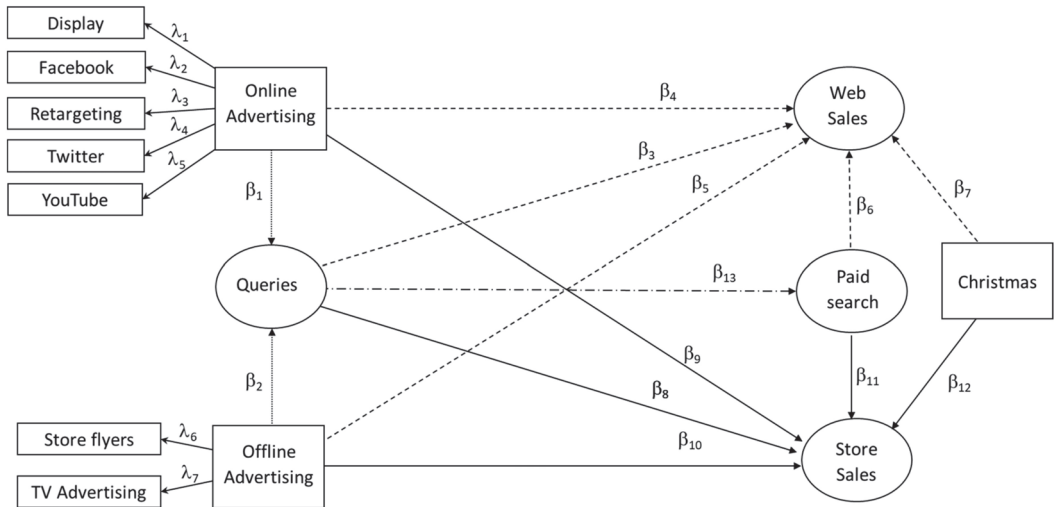 Display
Facebook
Retargeting
Twitter
YouTube
λ1
λ2
λ3
λ4
λ5
Online
Advertising
β4
β3
β5
Web
Sales
β1
β6
β7
Queries
β13
Paid
search
Christmas
β2
β9
β8
β11
β12
β10
Store flyers
TV Advertising
λ6
λ7
Offline
Advertising
Store
Sales